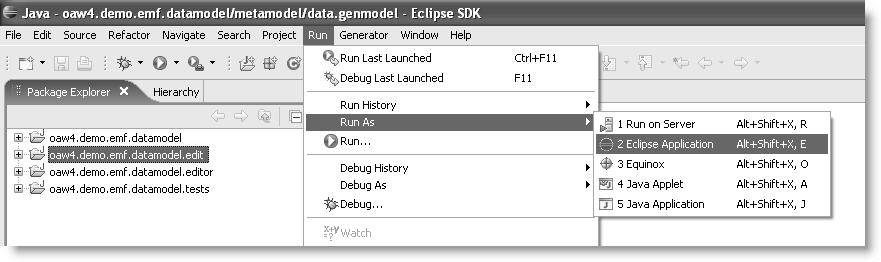 Java - oaw4.demo.emf.datamodel/metamodel/data.genmodel - Eclipse SDK
File Edit Source Refactor Navigate Search Project Run Generator Window Help
Package Explorer Hierarchy
oaw4.demo.emf.datamodel
oaw4.demo.emf.datamodel.edit
oaw4.demo.emf.datamodel.editor
oaw4.demo.emf.datamodel.tests
Run Last Launched Ctrl+F11
Debug Last Launched F11
Run History
Run As
Run...
Debug History
Debug As
Debug...
x+y
=?
Watch
1 Run on Server Alt+Shift+X, R
2 Eclipse Application Alt+Shift+X, E
3 Equinox Alt+Shift+X, O
4 Java Applet Alt+Shift+X, A
5 Java Application Alt+Shift+X, J